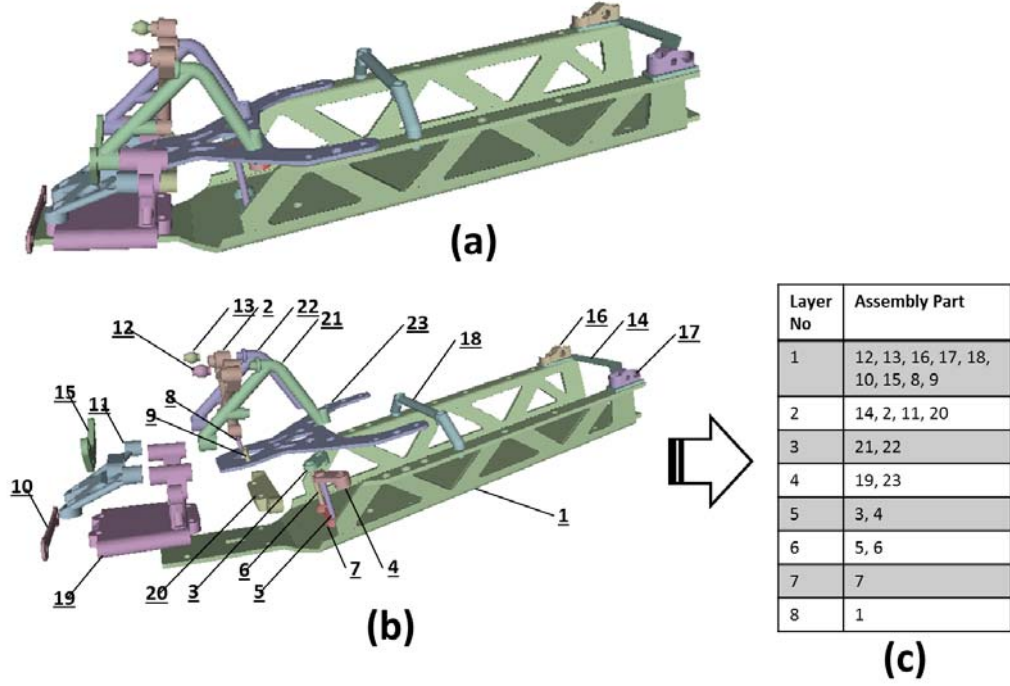 (a)
13 2 22
21
12
23
18
16 14
17
15 11
8
9
10
1
19
20 3 6 5 7 4
(b)
Layer No Assembly Part
1 12, 13, 16, 17, 18,
10, 15, 8, 9
2 14, 2, 11, 20
3 21, 22
4 19, 23
5 3, 4
6 5, 6
7 7
8 1
(c)